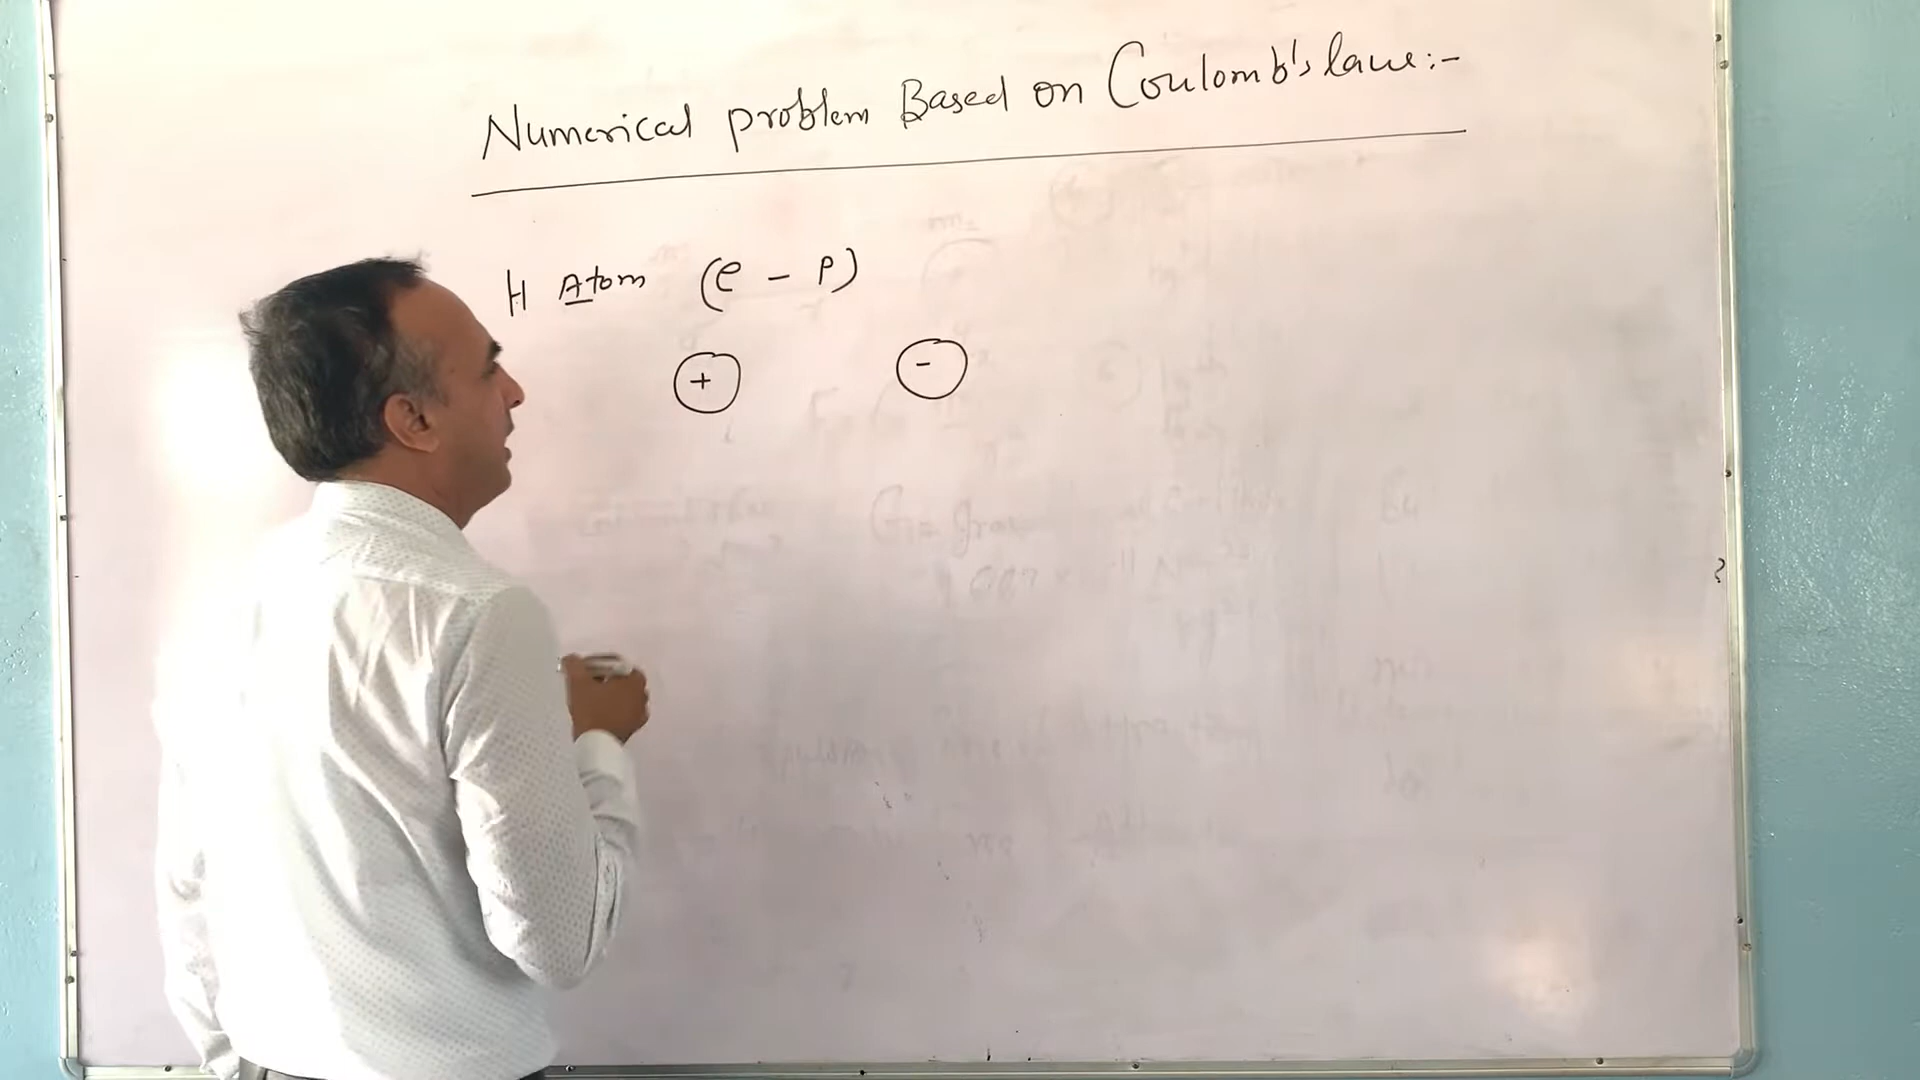 Numerical problem Based on Coulomb's law :-
H Atom (e - P)
+ -